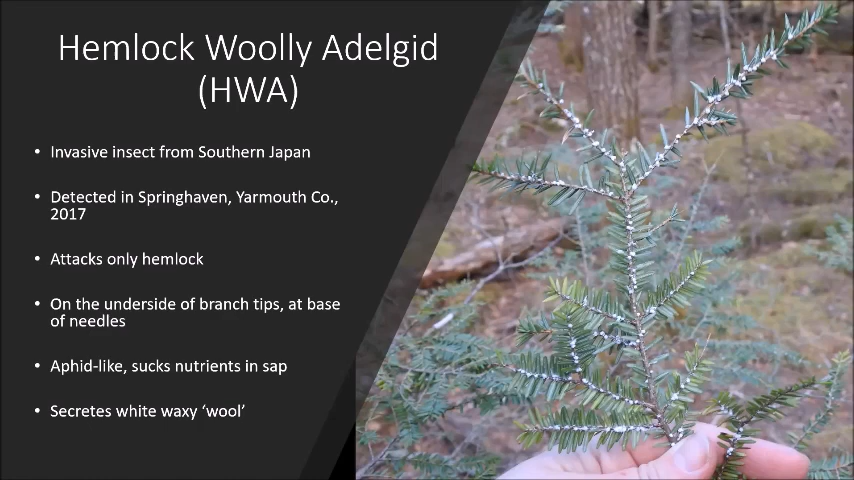 Hemlock Woolly Adelgid
(HWA)
• Invasive insect from Southern Japan
• Detected in Springhaven, Yarmouth Co.,
2017
• Attacks only hemlock
• On the underside of branch tips, at base
of needles
• Aphid-like, sucks nutrients in sap
• Secretes white waxy ‘wool’